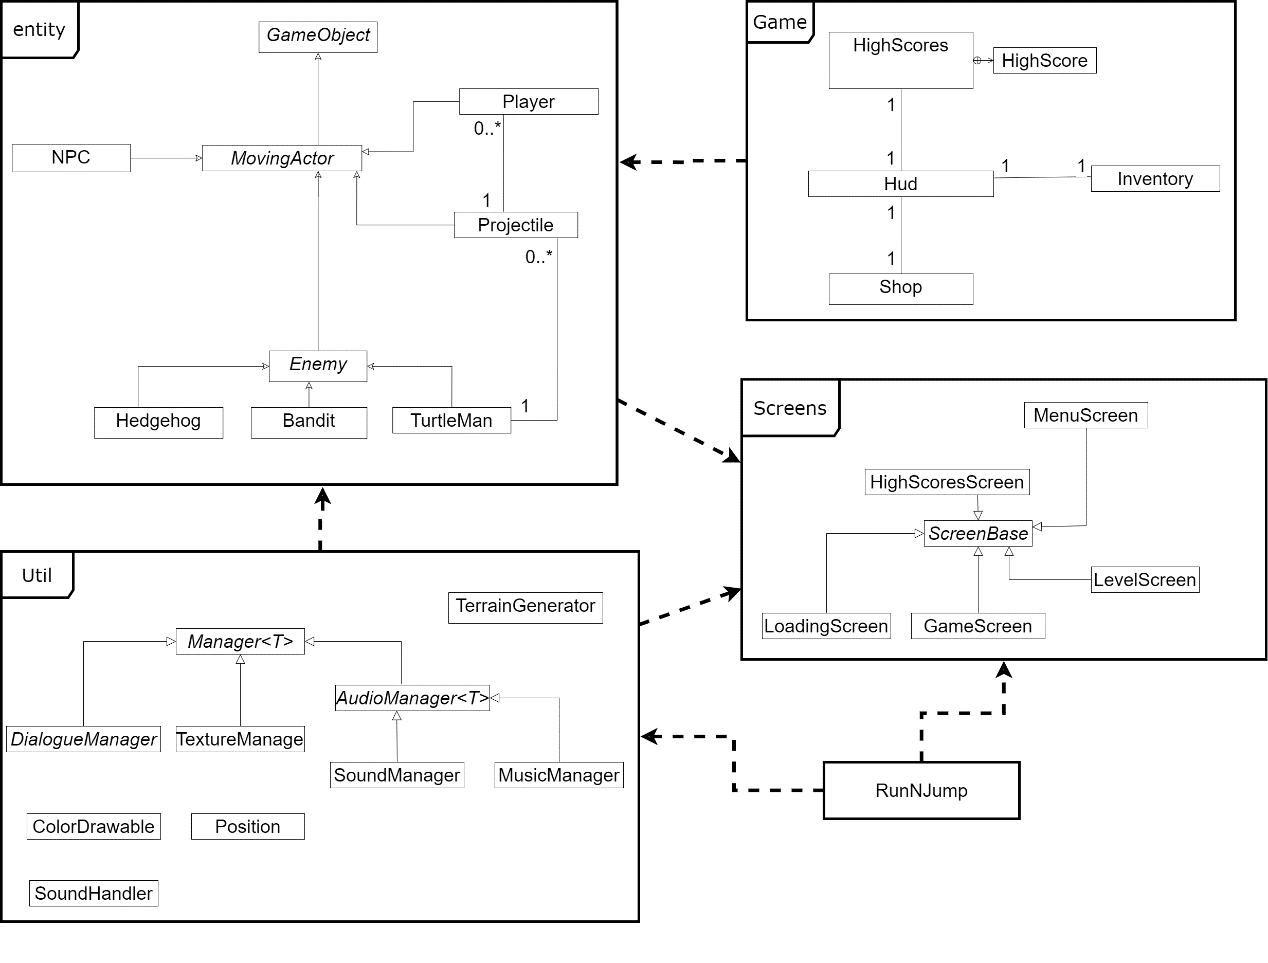 entity
GameObject
Player
0..*
NPC
MovingActor
1
Projectile
0..*
Enemy
Hedgehog
Bandit
TurtleMan
1
Game
HighScores
HighScore
1
1
Hud
1
1
Inventory
1
1
Shop
Screens
MenuScreen
HighScoresScreen
ScreenBase
LevelScreen
LoadingScreen
GameScreen
Util
TerrainGenerator
Manager<T>
AudioManager<T>
DialogueManager
TextureManage
SoundManager
MusicManager
ColorDrawable
Position
SoundHandler
RunNJump